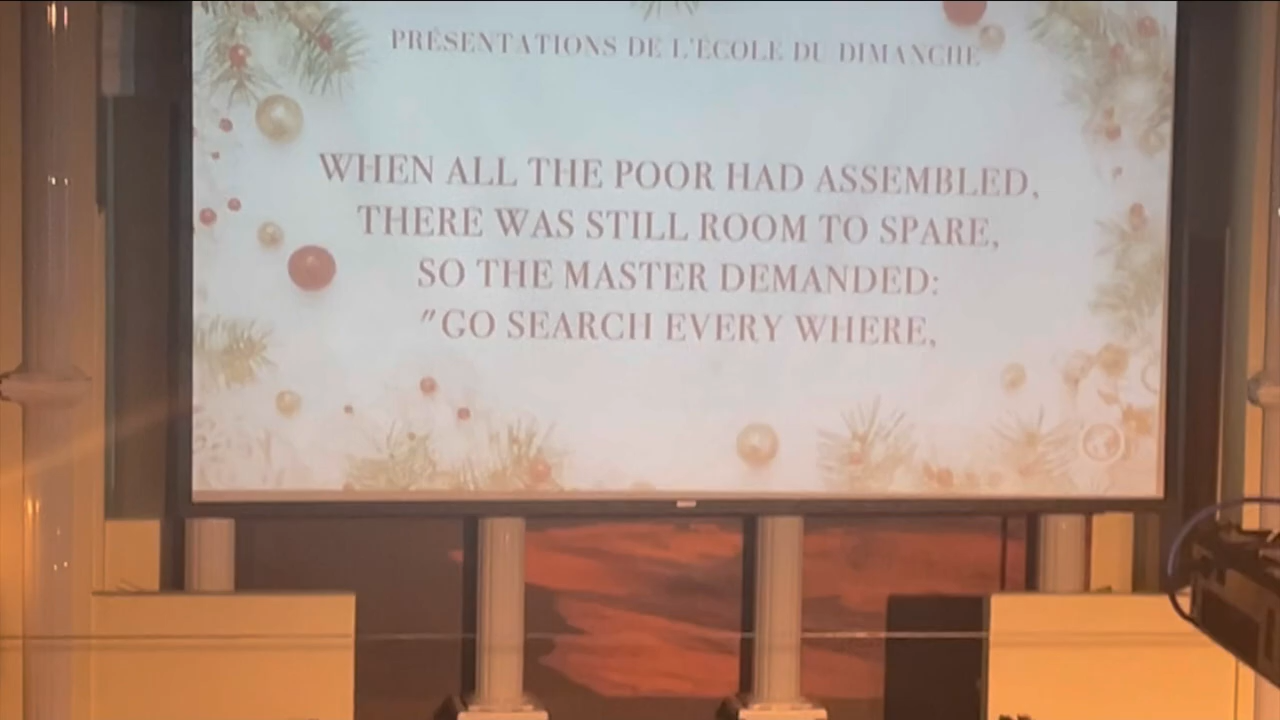 PRÉSENTATIONS DE L'ÉCOLE DU DIMANCHE
WHEN ALL THE POOR HAD ASSEMBLED,
THERE WAS STILL ROOM TO SPARE,
SO THE MASTER DEMANDED:
"GO SEARCH EVERY WHERE,